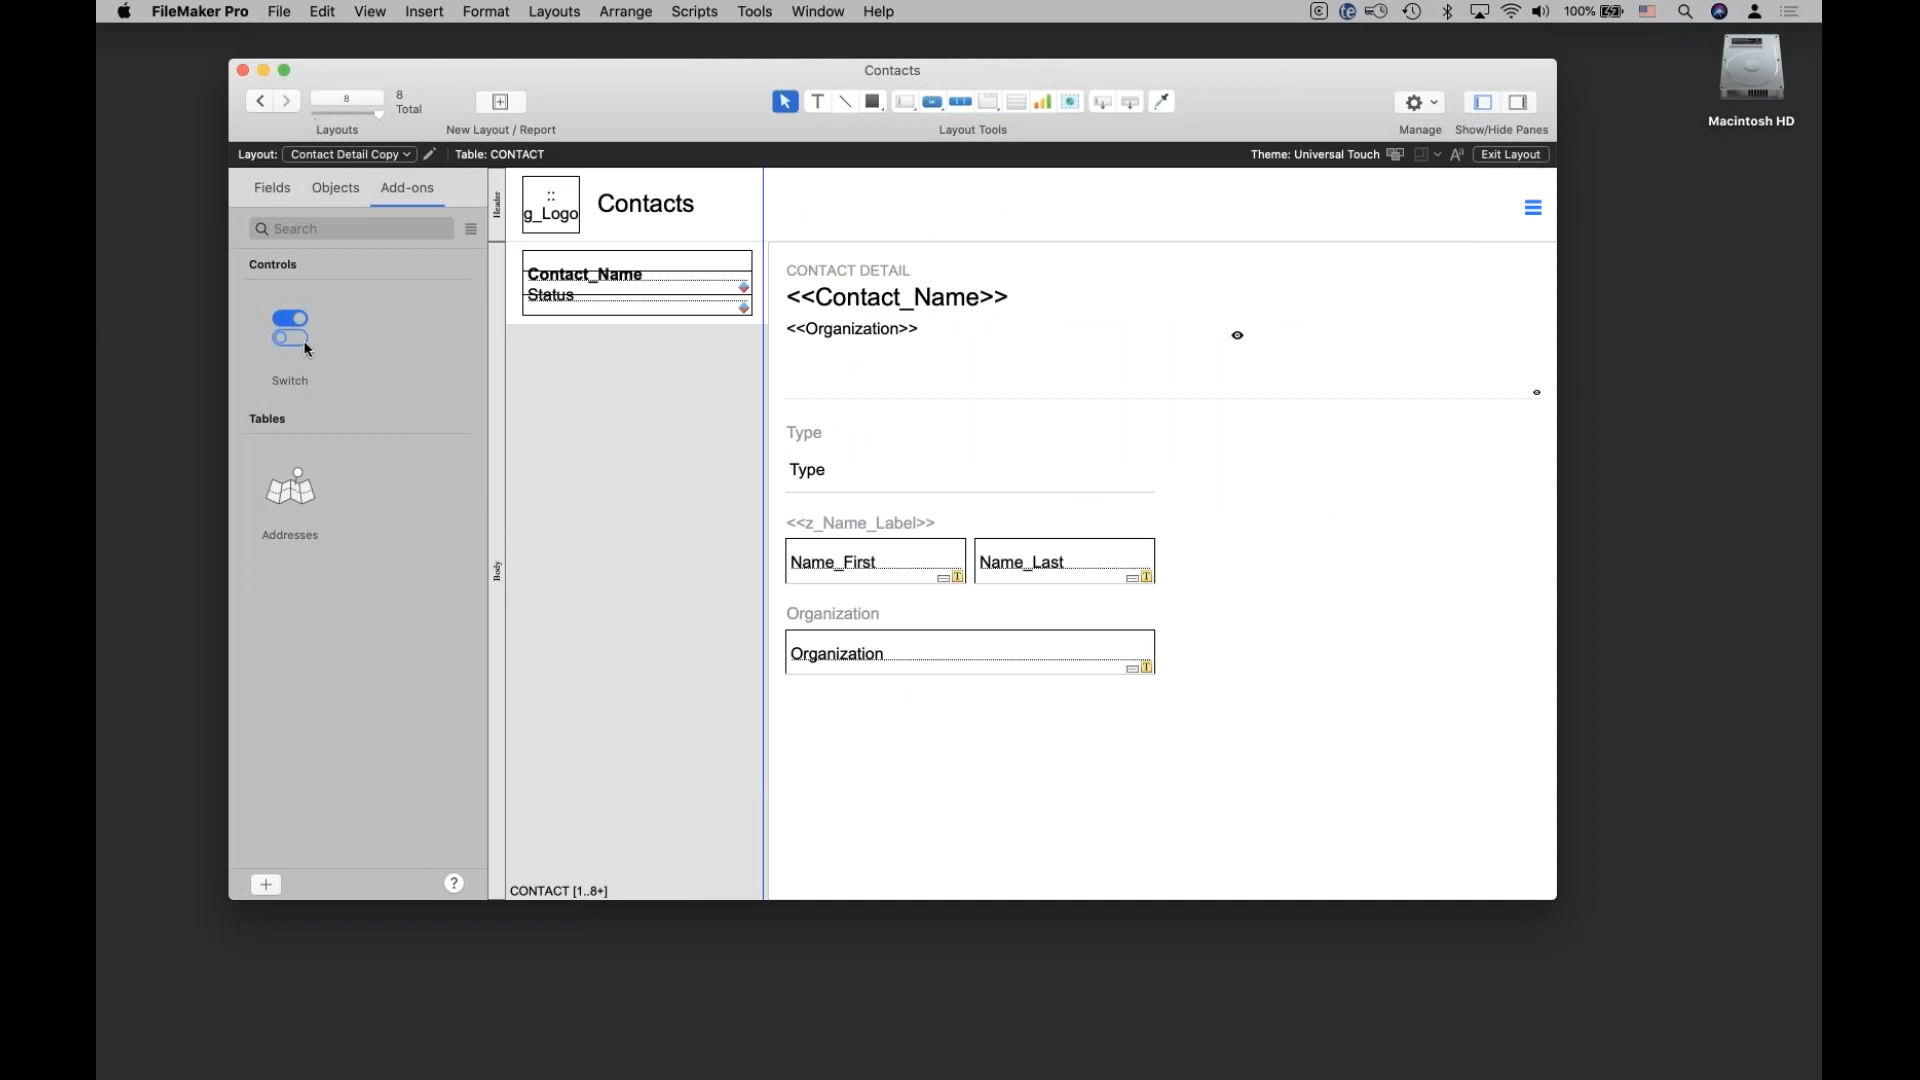 FileMaker Pro File Edit View Insert Format Layouts Arrange Scripts Tools Window Help
100%
Macintosh HD
Contacts
8
8
Total
Layouts
New Layout / Report
Layout Tools
Manage
Show/Hide Panes
Layout: Contact Detail Copy
Table: CONTACT
Theme: Universal Touch
Exit Layout
Fields Objects Add-ons
Search
Controls
Switch
Tables
Addresses
?
Header
Body
::
g_Logo
Contacts
Contact_Name
Status
CONTACT [1..8+]
CONTACT DETAIL
<<Contact_Name>>
<<Organization>>
Type
Type
<<z_Name_Label>>
Name_First Name_Last
Organization
Organization